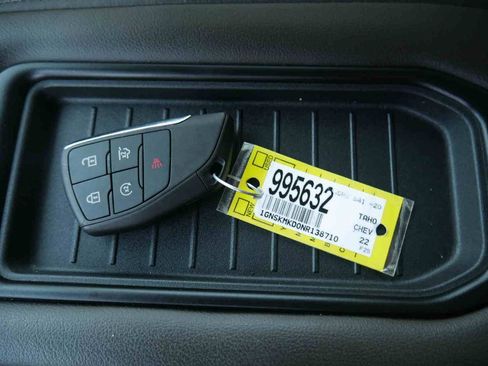 995632
1GNSKMKD0NR138710
TAHO
CHEV
22